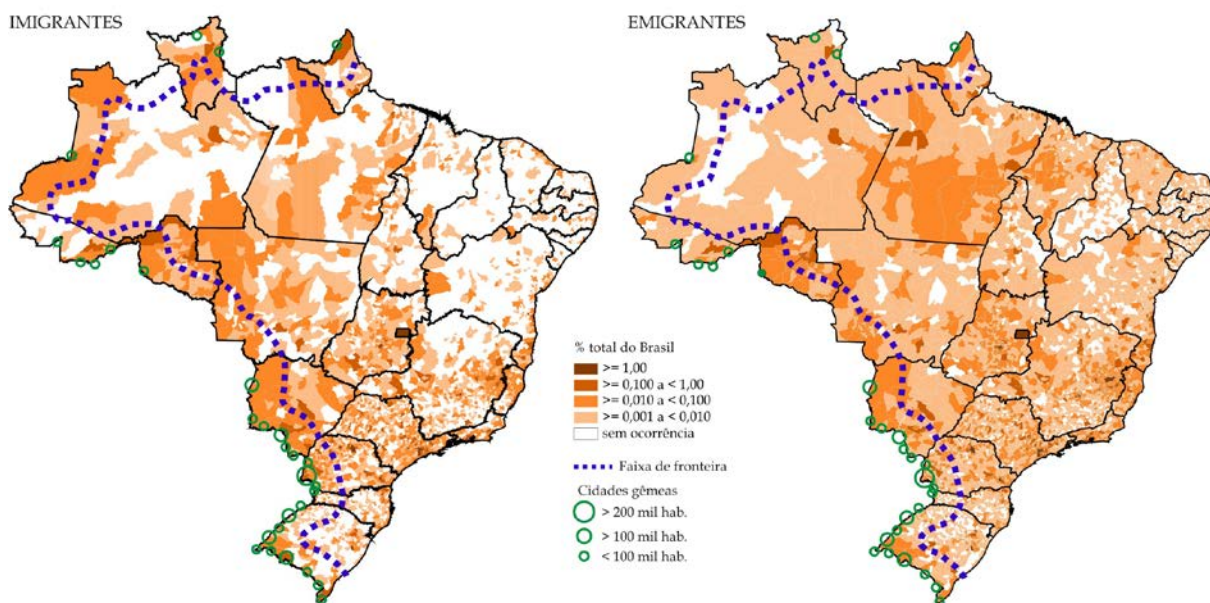 IMIGRANTES
EMIGRANTES
% total do Brasil
>= 1,00
>= 0,100 a < 1,00
>= 0,010 a < 0,100
>= 0,001 a < 0,010
sem ocorrência
Faixa de fronteira
Cidades gêmeas
> 200 mil hab.
> 100 mil hab.
< 100 mil hab.